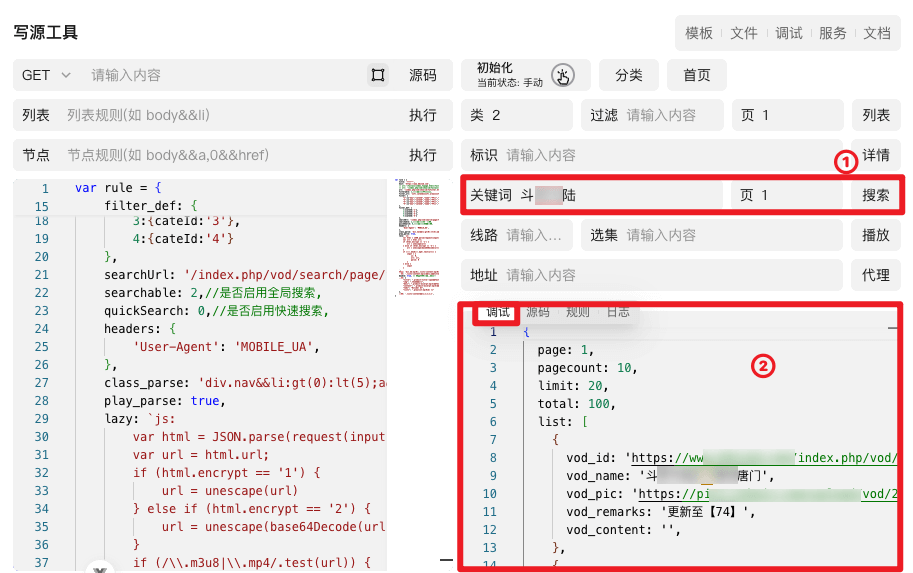 写源工具
模板 文件 调试 服务 文档
GET 请输入内容 源码
初始化
当前状态: 手动
分类 首页
列表 列表规则(如 body&&li) 执行
类 2 过滤 请输入内容 页 1 列表
节点 节点规则(如 body&&a,0&&href) 执行
标识 请输入内容 详情
①
关键词 斗 陆 页 1 搜索
线路 请输入... 选集 请输入内容 播放
地址 请输入内容 代理
1 var rule = {
15 filter_def: {
18 3:{cateId:'3'},
19 4:{cateId:'4'}
20 },
21 searchUrl: '/index.php/vod/search/page/
22 searchable: 2,//是否启用全局搜索,
23 quickSearch: 0,//是否启用快速搜索,
24 headers: {
25 'User-Agent': 'MOBILE_UA',
26 },
27 class_parse: 'div.nav&&li:gt(0):lt(5);a
28 play_parse: true,
29 lazy: `js:
30 var html = JSON.parse(request(input
31 var url = html.url;
32 if (html.encrypt == '1') {
33 url = unescape(url)
34 } else if (html.encrypt == '2') {
35 url = unescape(base64Decode(url
36 }
37 if (/\\.m3u8|\\.mp4/.test(url)) {
调试 源码 规则 日志
②
1 {
2 page: 1,
3 pagecount: 10,
4 limit: 20,
5 total: 100,
6 list: [
7 {
8 vod_id: 'https://ww /index.php/vod/
9 vod_name: '斗 唐门',
10 vod_pic: 'https://pi /vod/2
11 vod_remarks: '更新至【74】',
12 vod_content: '',
13 },
14 {